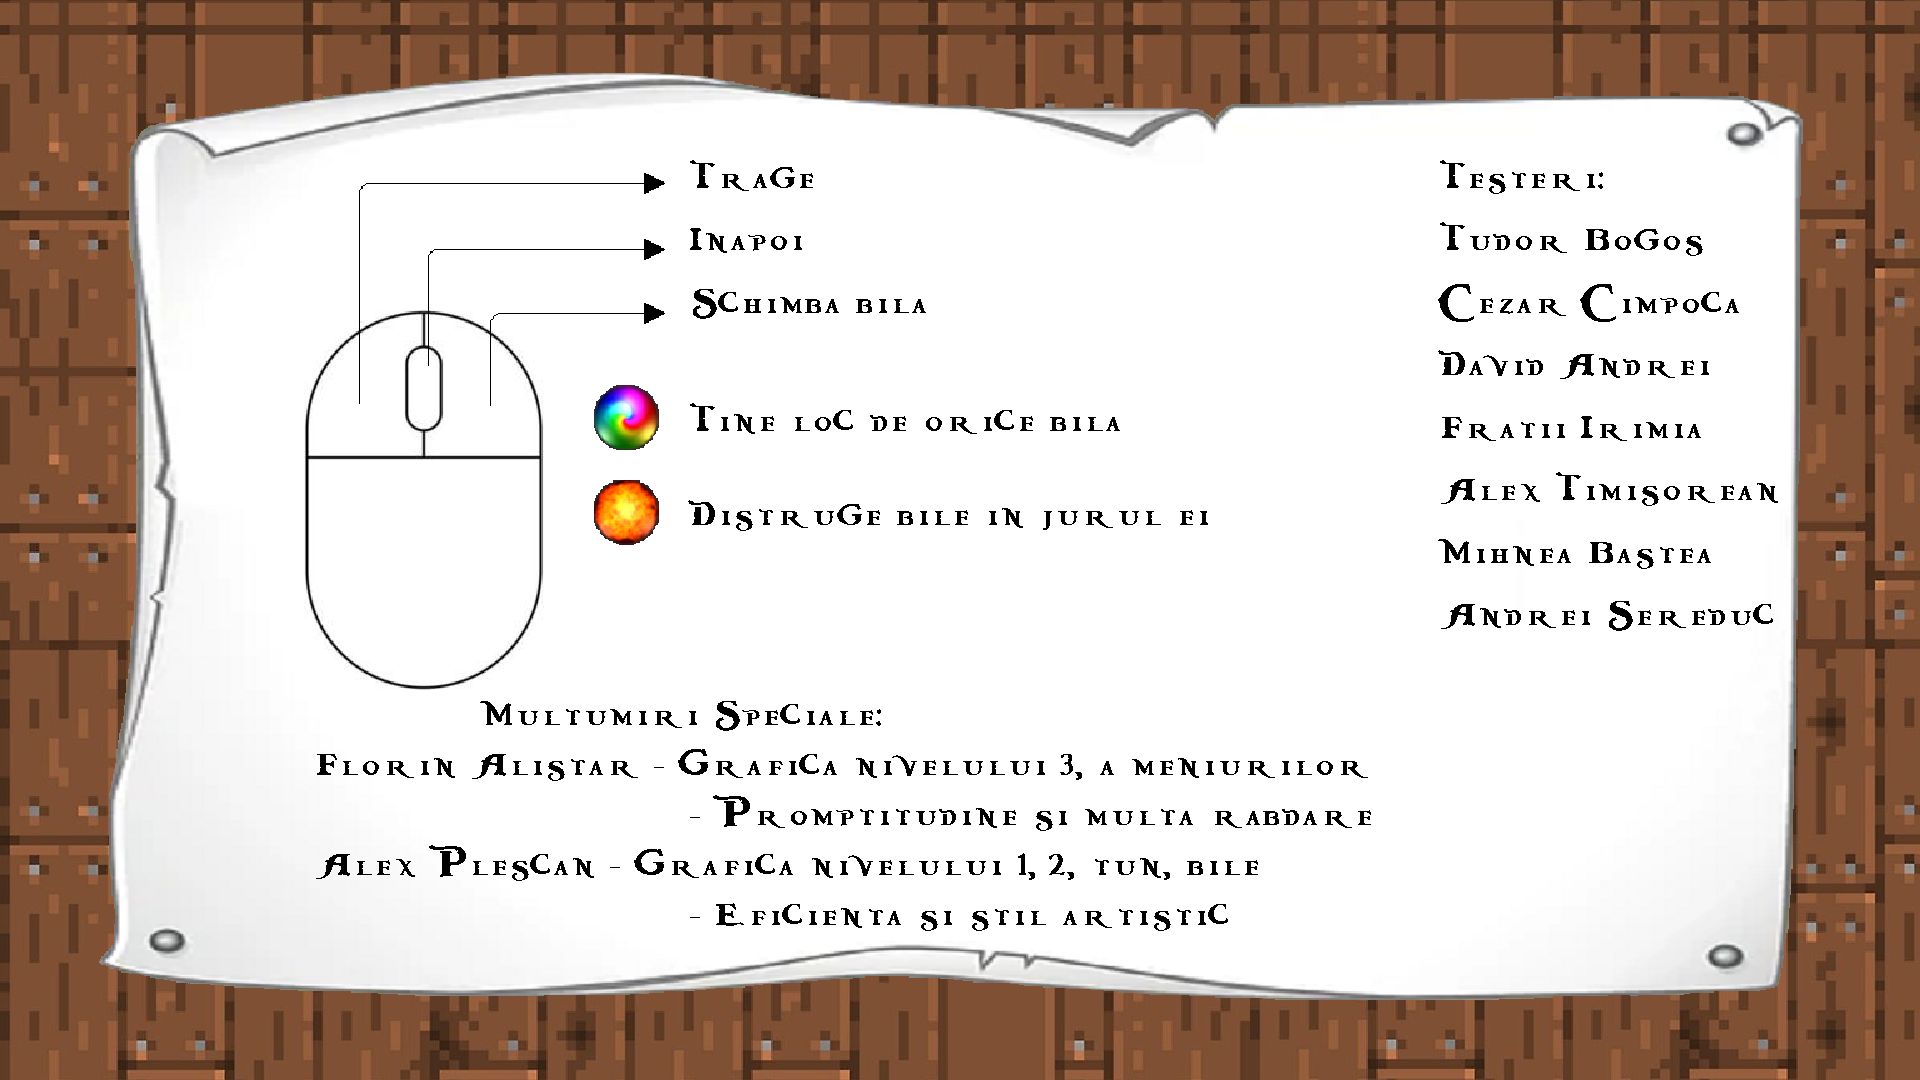 Trage
Inapoi
Schimba bila
Tine loc de orice bila
Distruge bile in jurul ei
Testeri:
Tudor Bogos
Cezar Cimpoca
David Andrei
Fratii Irimia
Alex Timisorean
Mihnea Bastea
Andrei Sereduc
Multumiri Speciale:
Florin Alistar - Grafica nivelului 3, a meniurilor
- Promptitudine si multa rabdare
Alex Plescan - Grafica nivelului 1, 2, tun, bile
- Eficienta si stil artistic